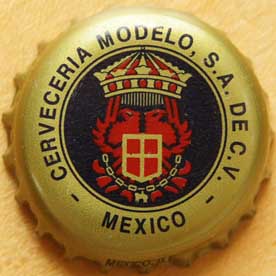 - CERVECERIA MODELO, S.A. DE C.V. -
MEXICO